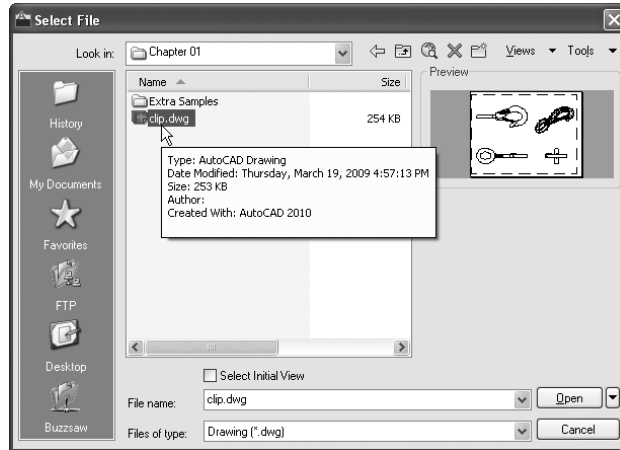 Select File
Look in: Chapter 01 Views Tools
Name Size Preview
Extra Samples
clip.dwg 254 KB
Type: AutoCAD Drawing
Date Modified: Thursday, March 19, 2009 4:57:13 PM
Size: 253 KB
Author:
Created With: AutoCAD 2010
History
My Documents
Favorites
FTP
Desktop
Buzzsaw
Select Initial View
File name: clip.dwg Open
Files of type: Drawing (*.dwg) Cancel